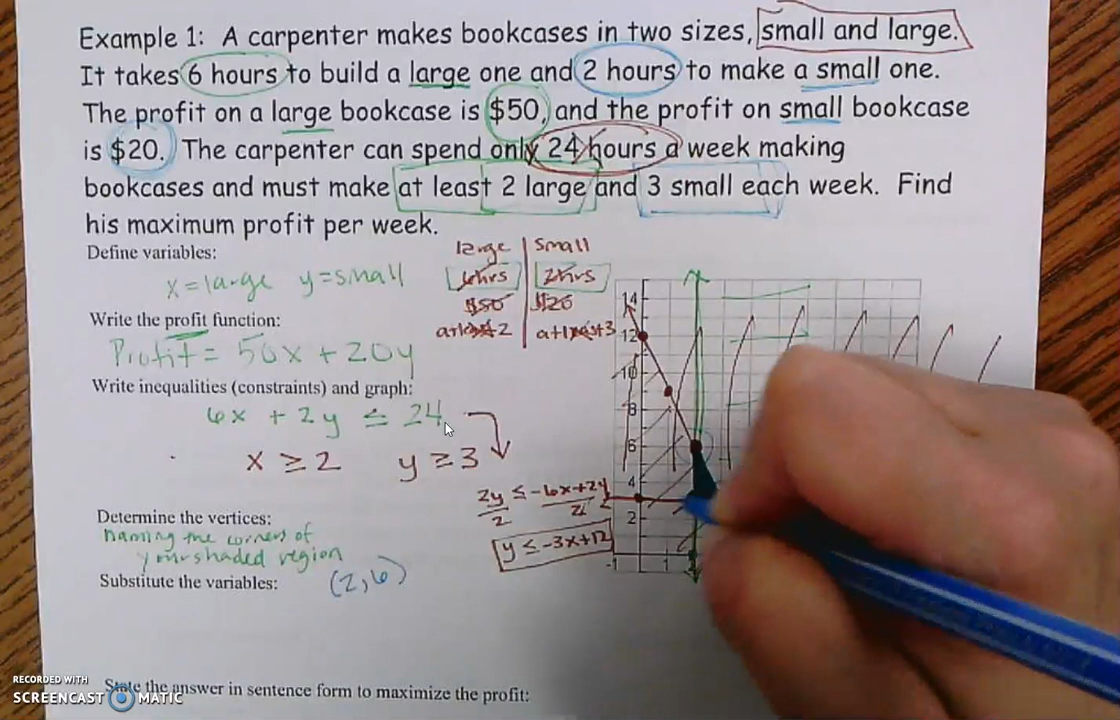 Example 1: A carpenter makes bookcases in two sizes, small and large.
It takes 6 hours to build a large one and 2 hours to make a small one.
The profit on a large bookcase is $50, and the profit on small bookcase
is $20. The carpenter can spend only 24 hours a week making
bookcases and must make at least 2 large and 3 small each week. Find
his maximum profit per week.
Define variables:
x=large y=small
large small
6hrs 2hrs
$50 $20
atleast 2 atleast 3
Write the profit function:
Profit = 50x + 20y
Write inequalities (constraints) and graph:
6x + 2y ≤ 24
x ≥ 2 y ≥ 3
2y ≤ -6x+24
2 2
y ≤ -3x+12
14
12
10
8
6
4
2
-1 1
Determine the vertices:
naming the corners of
your shaded region
Substitute the variables: (2,6)
State the answer in sentence form to maximize the profit:
RECORDED WITH
SCREENCAST MATIC